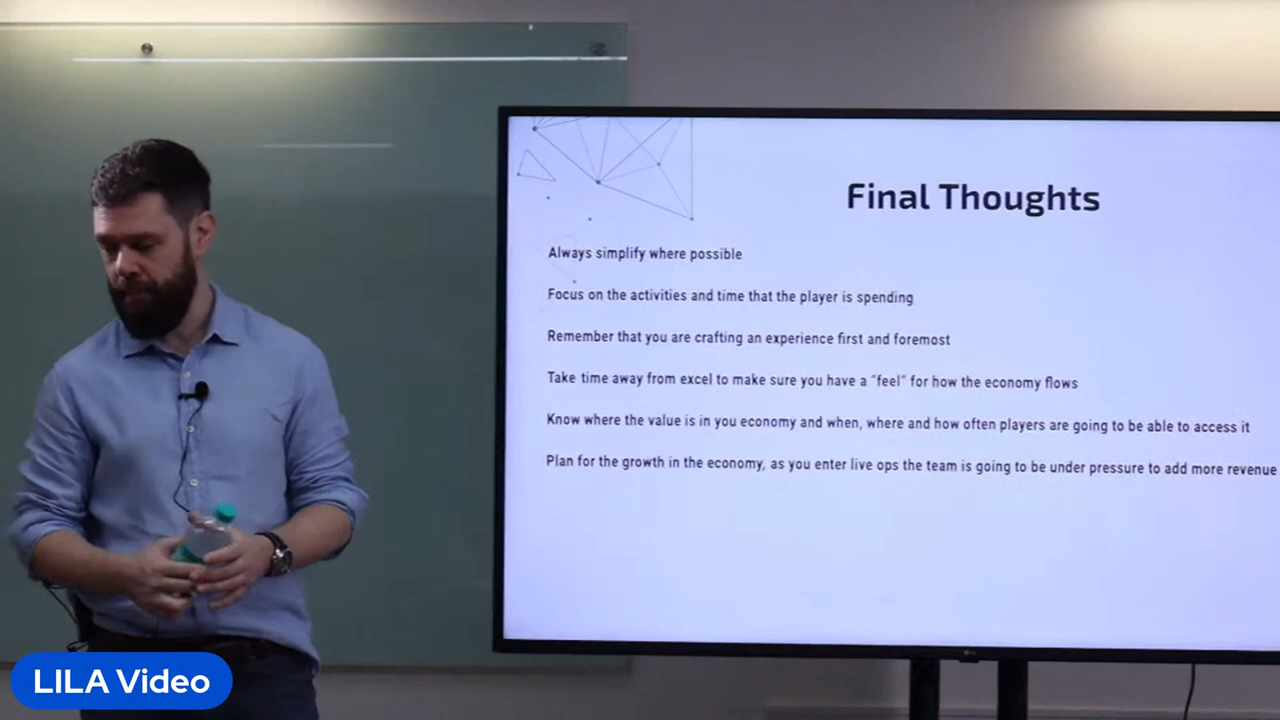 Final Thoughts
Always simplify where possible
Focus on the activities and time that the player is spending
Remember that you are crafting an experience first and foremost
Take time away from excel to make sure you have a "feel" for how the economy flows
Know where the value is in you economy and when, where and how often players are going to be able to access it
Plan for the growth in the economy, as you enter live ops the team is going to be under pressure to add more revenue
LILA Video